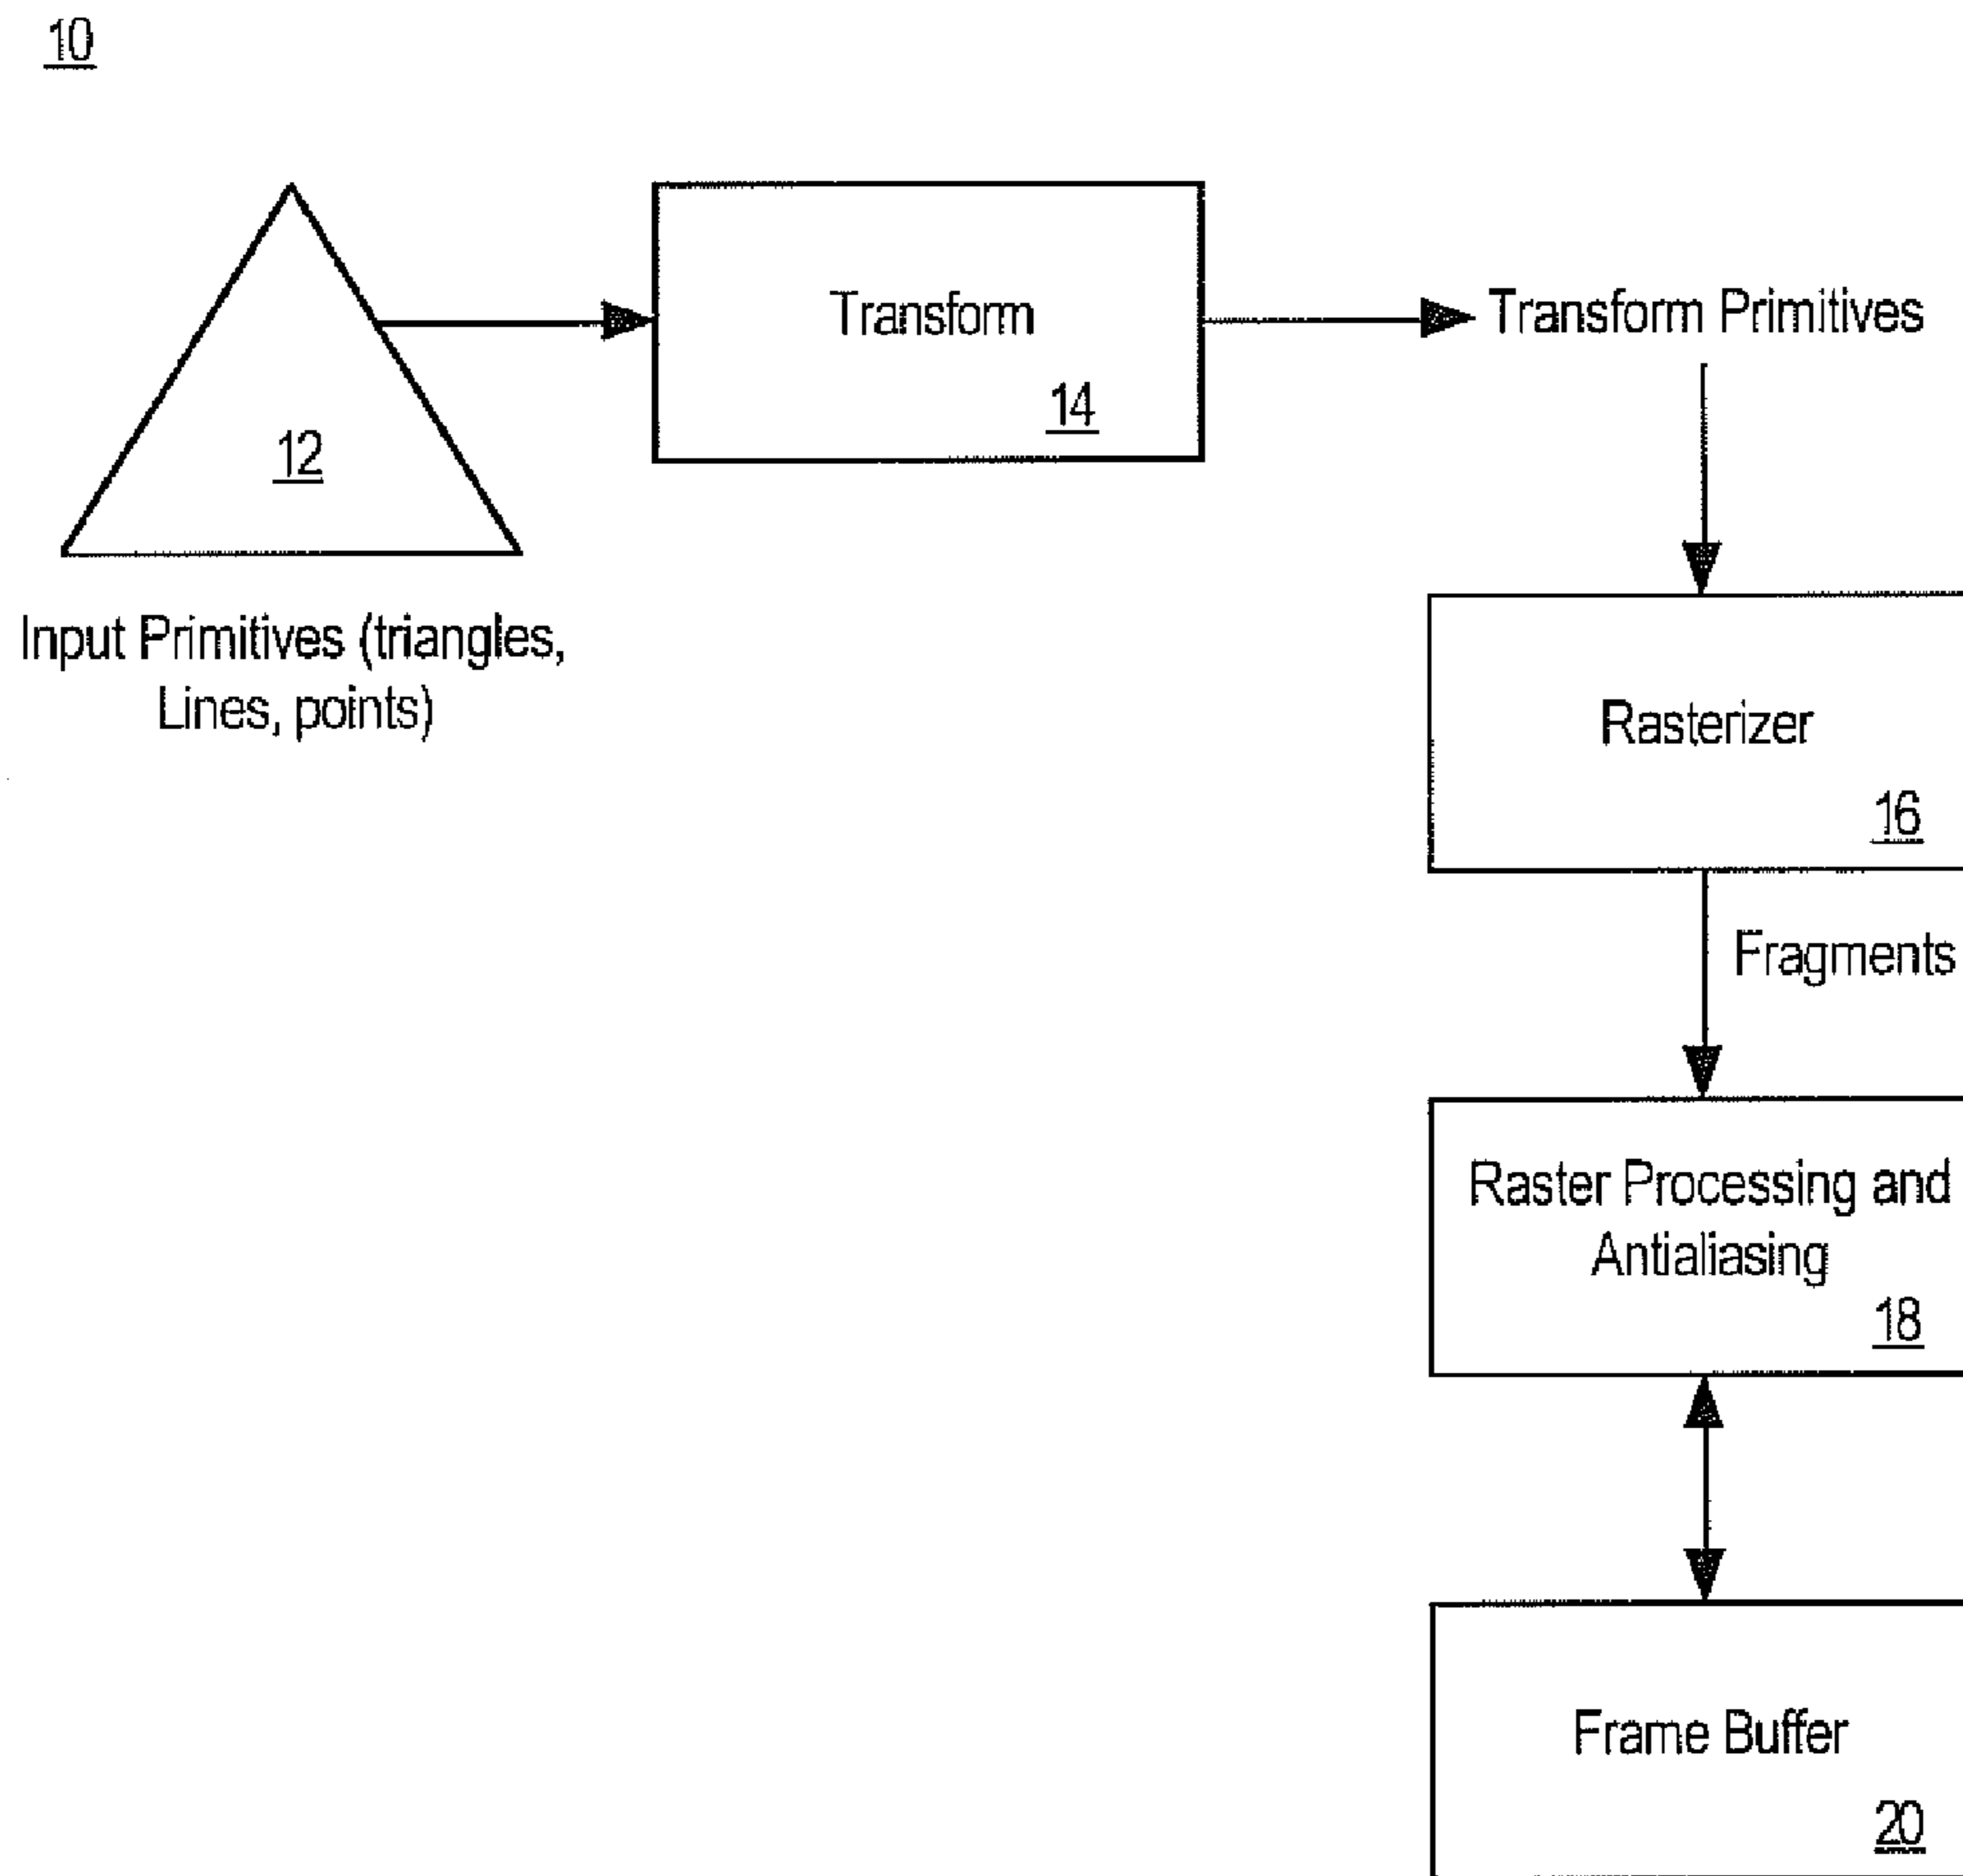 10
Transform
Transform Primitives
14
12
Input Primitives (triangles,
Lines, points)
Rasterizer
16
Fragments
Raster Processing and
Antialiasing
18
Frame Buffer
20